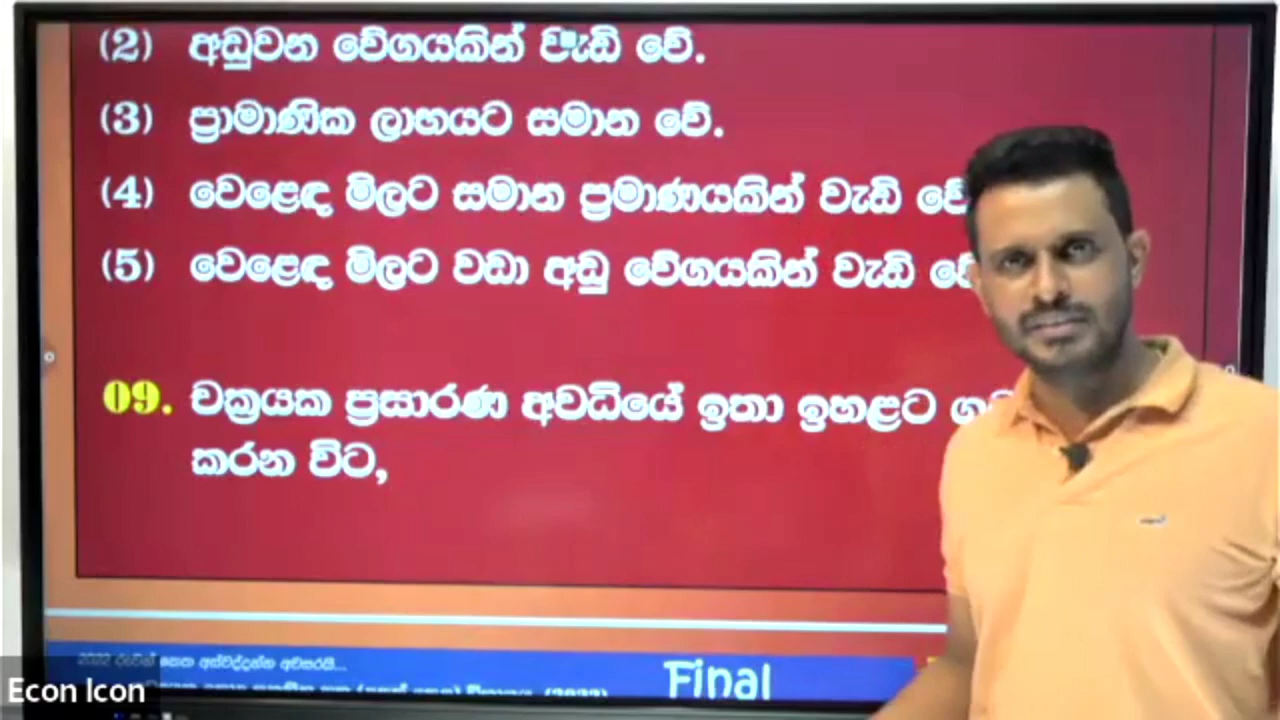 (2) අඩුවන වේගයකින් වැඩි වේ.
(3) ප්‍රාමාණික ලාභයට සමාන වේ.
(4) වෙළෙඳ මිලට සමාන ප්‍රමාණයකින් වැඩි වේ
(5) වෙළෙඳ මිලට වඩා අඩු වේගයකින් වැඩි
09. චක්‍රයක ප්‍රසාරණ අවධියේ ඉතා ඉහළට
කරන විට,
Final
Econ Icon